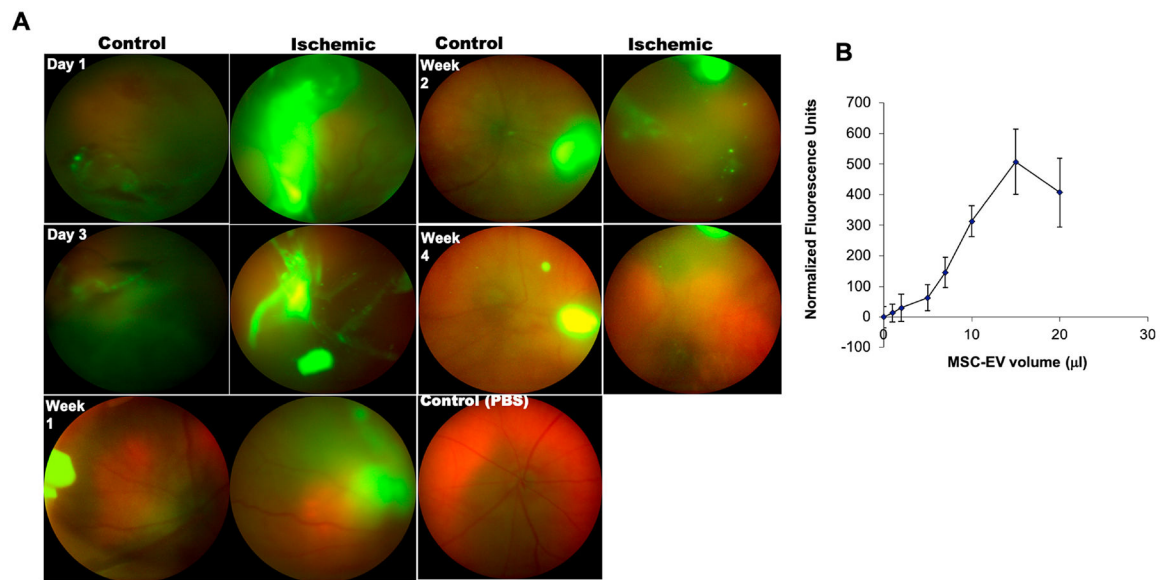 A
Control
Ischemic
Control
Ischemic
Day 1
Week
2
Day 3
Week
4
Week
1
Control (PBS)
B
Normalized Fluorescence Units
700
600
500
400
300
200
100
0
-100
0
10
20
30
MSC-EV volume (µl)